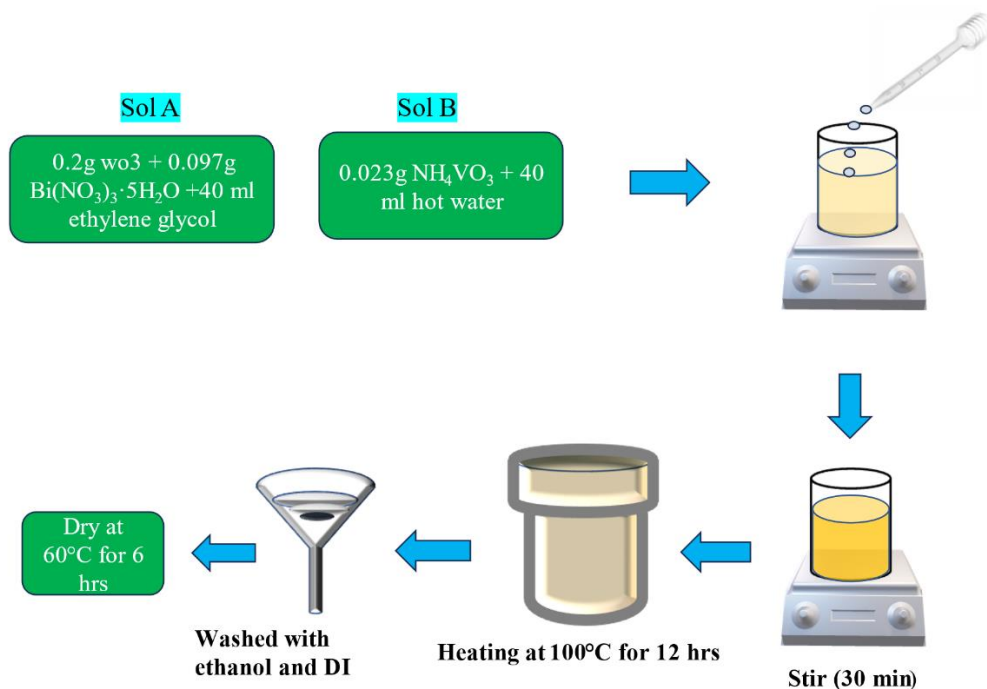 Sol A
Sol B
0.2g wo3 + 0.097g
Bi(NO₃)₃·5H₂O +40 ml
ethylene glycol
0.023g NH₄VO₃ + 40
ml hot water
Dry at
60°C for 6
hrs
Washed with
ethanol and DI
Heating at 100°C for 12 hrs
Stir (30 min)